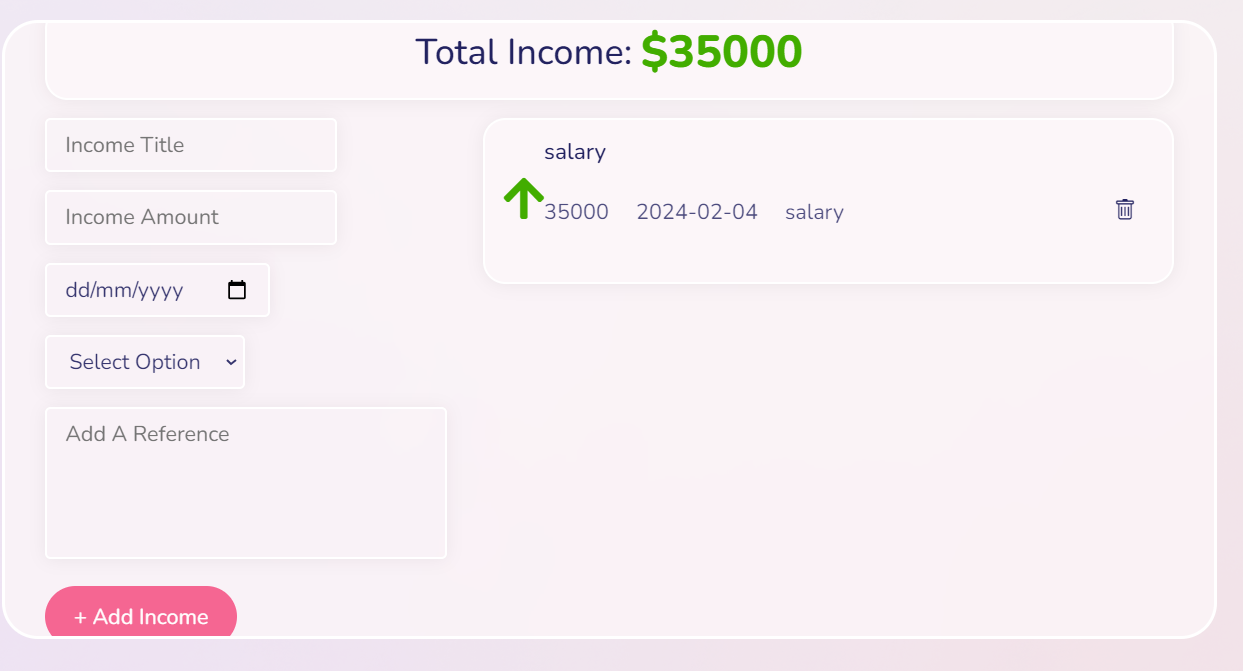 Total Income: $35000
Income Title
Income Amount
dd/mm/yyyy
Select Option
Add A Reference
+ Add Income
salary
35000 2024-02-04 salary